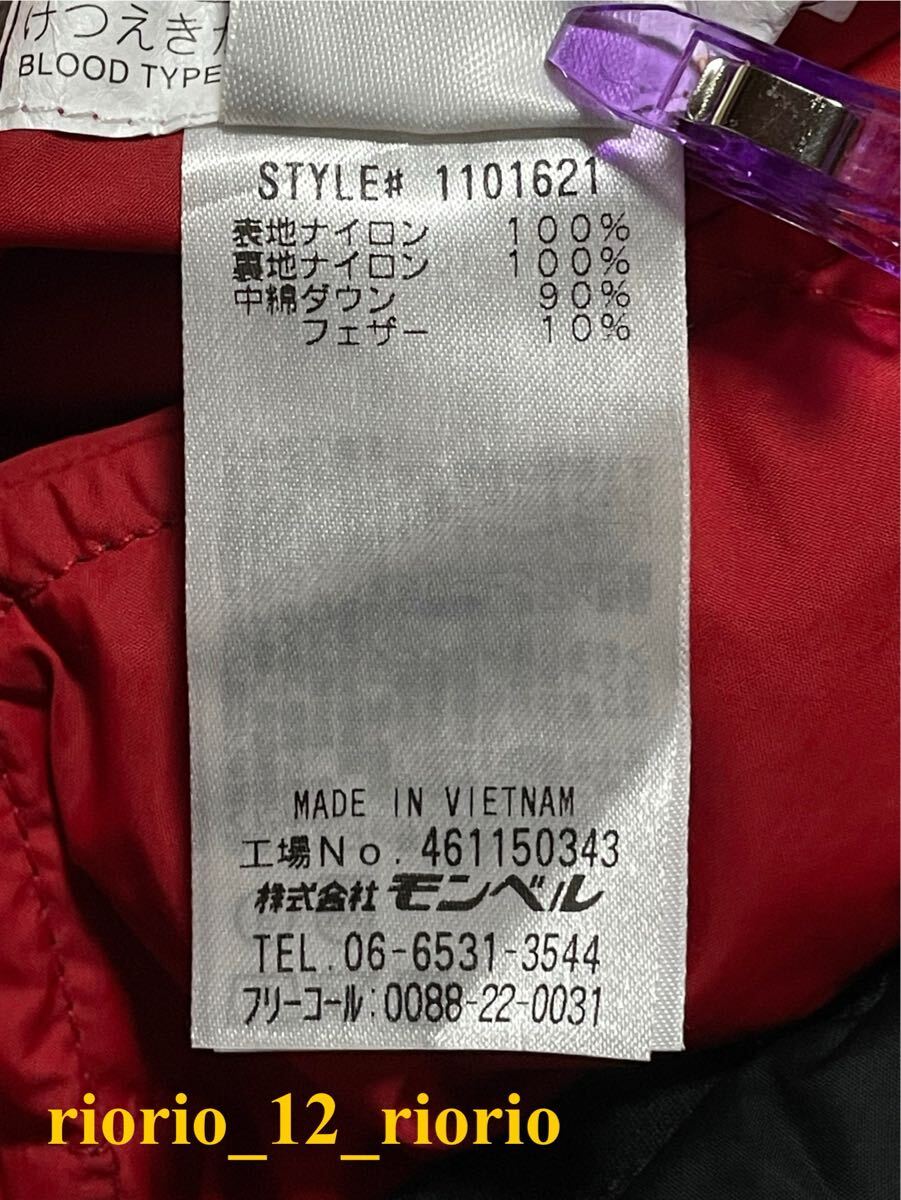 けつえきが
BLOOD TYPE
STYLE# 1101621
表地ナイロン 100%
裏地ナイロン 100%
中綿ダウン 90%
フェザー 10%
MADE IN VIETNAM
工場No. 461150343
株式会社 モンベル
TEL.06-6531-3544
フリーコール:0088-22-0031
riorio_12_riorio